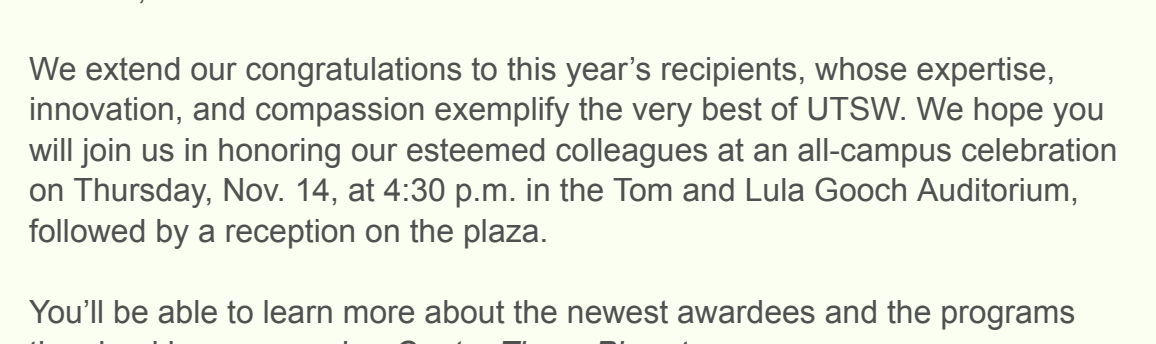 We extend our congratulations to this year’s recipients, whose expertise,
innovation, and compassion exemplify the very best of UTSW. We hope you
will join us in honoring our esteemed colleagues at an all-campus celebration
on Thursday, Nov. 14, at 4:30 p.m. in the Tom and Lula Gooch Auditorium,
followed by a reception on the plaza.
You’ll be able to learn more about the newest awardees and the programs